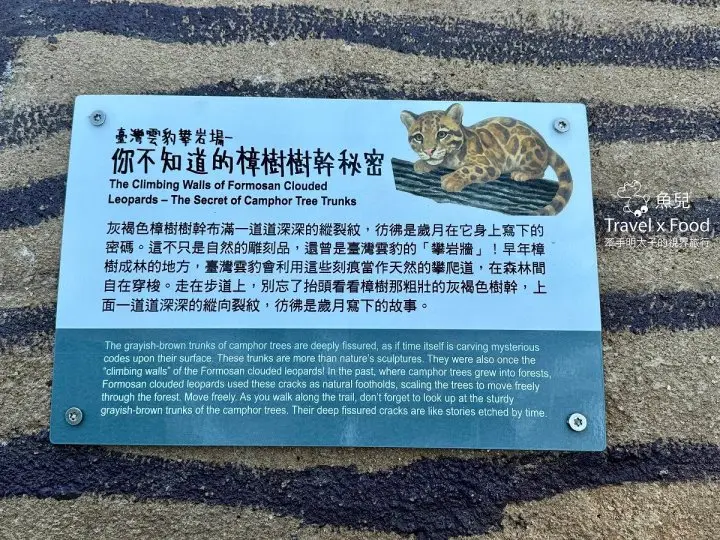 臺灣雲豹攀岩場–
你不知道的樟樹樹幹秘密
The Climbing Walls of Formosan Clouded
Leopards – The Secret of Camphor Tree Trunks
灰褐色樟樹樹幹布滿一道道深深的縱裂紋，彷彿是歲月在它身上寫下的
密碼。這不只是自然的雕刻品，還曾是臺灣雲豹的「攀岩牆」！早年樟
樹成林的地方，臺灣雲豹會利用這些刻痕當作天然的攀爬道，在森林間
自在穿梭。走在步道上，別忘了抬頭看看樟樹那粗壯的灰褐色樹幹，上
面一道道深深的縱向裂紋，彷彿是歲月寫下的故事。
The grayish-brown trunks of camphor trees are deeply fissured, as if time itself is carving mysterious
codes upon their surface. These trunks are more than nature's sculptures. They were also once the
"climbing walls" of the Formosan clouded leopards! In the past, where camphor trees grew into forests,
Formosan clouded leopards used these cracks as natural footholds, scaling the trees to move freely
through the forest. Move freely. As you walk along the trail, don't forget to look up at the sturdy
grayish-brown trunks of the camphor trees. Their deep fissured cracks are like stories etched by time.
魚兒
Travel x Food
牽手明太子的視界旅行